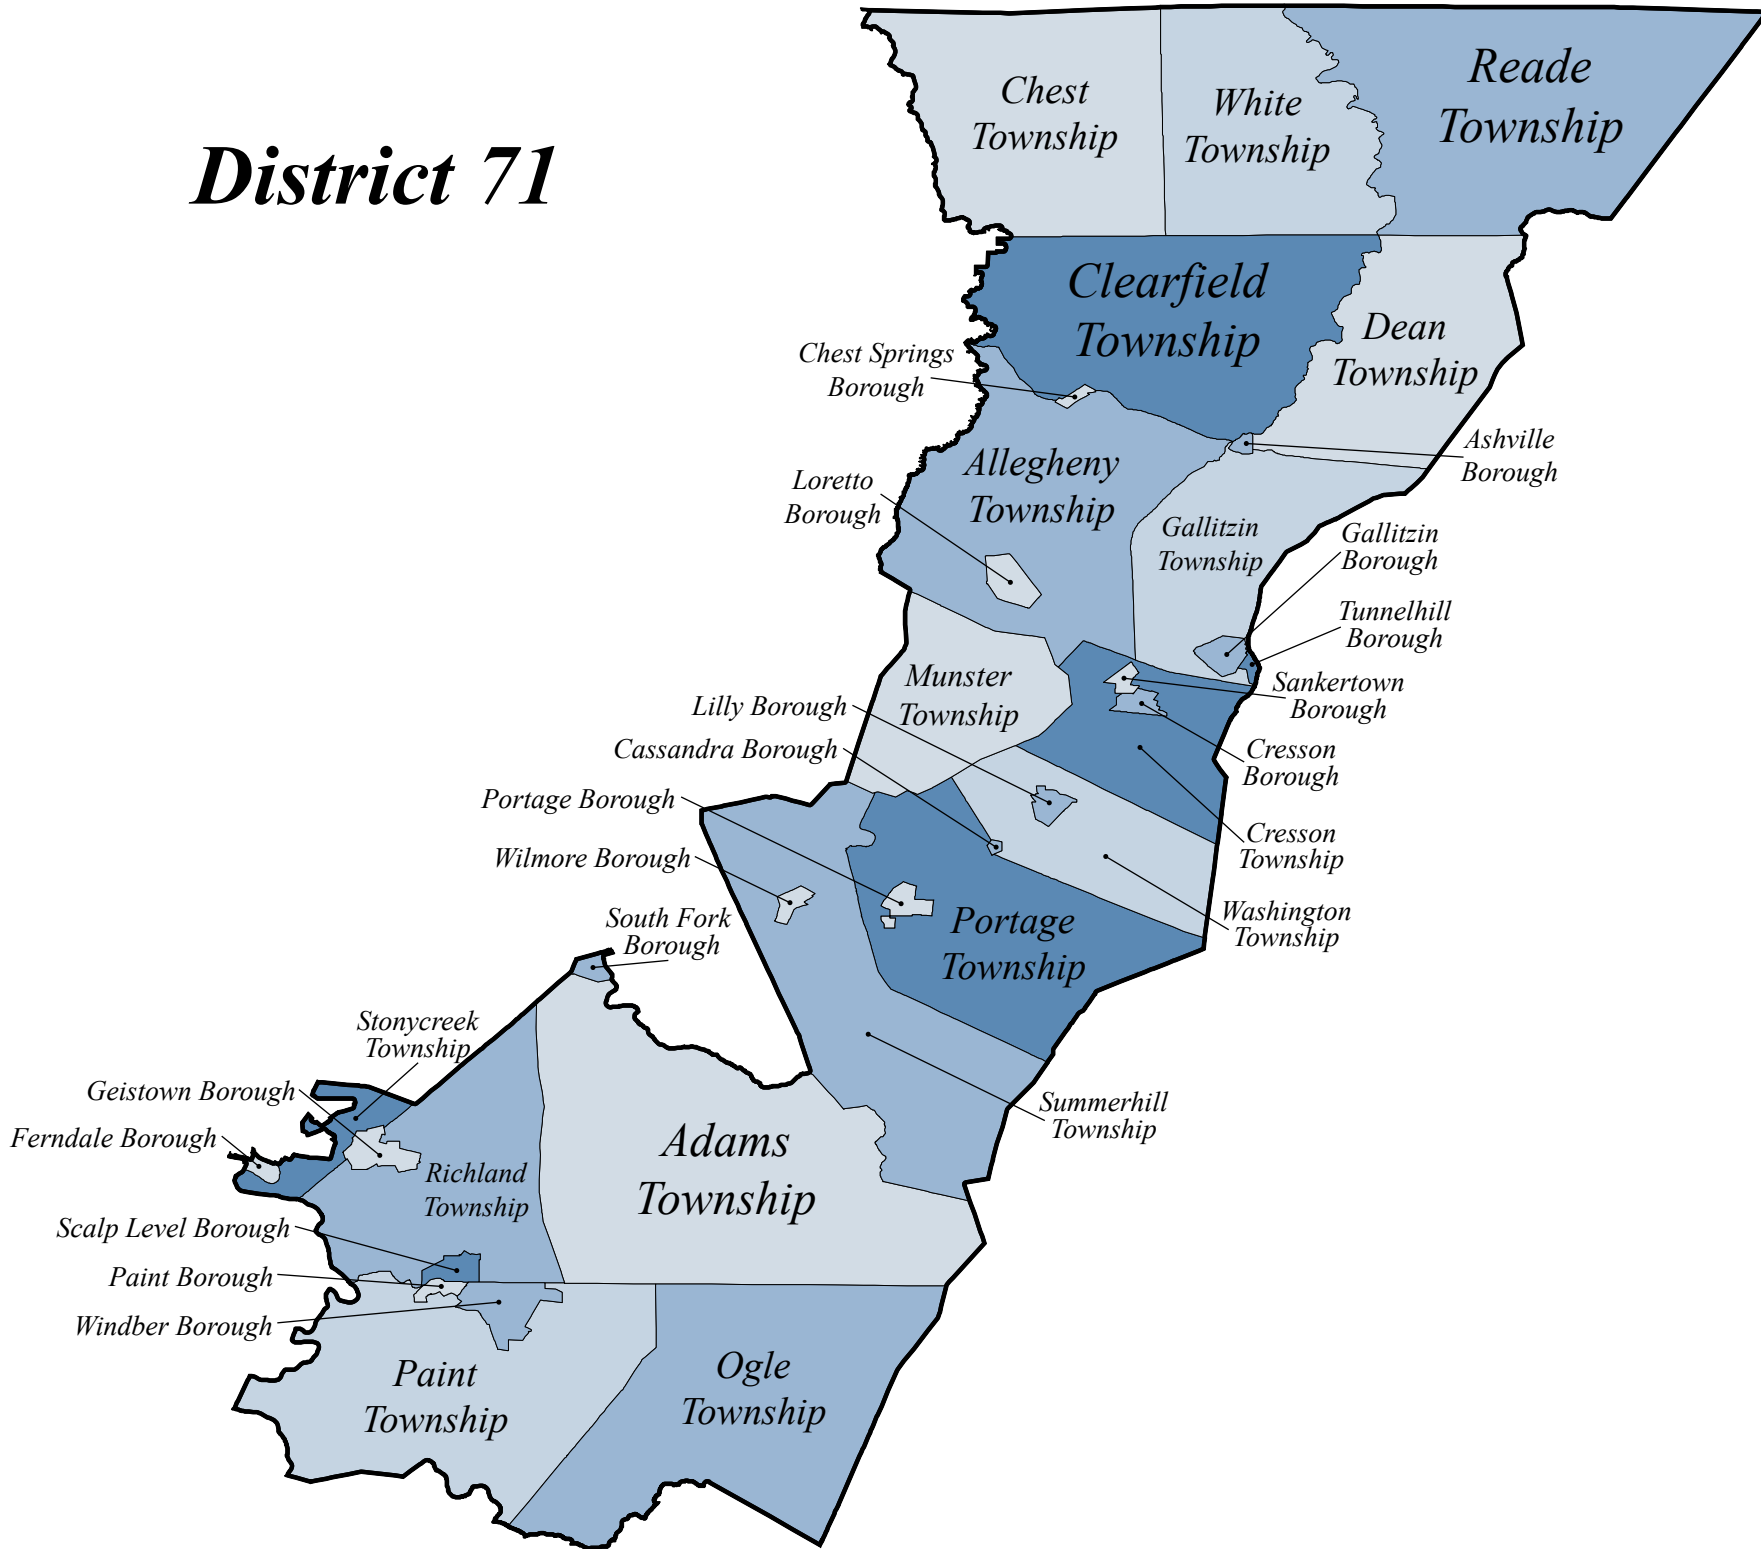 Reade
Township
Chest
Township
White
Township
District 71
Clearfield
Township
Dean
Township
Chest Springs
Borough
Ashville
Borough
Allegheny
Township
Loretto
Borough
Gallitzin
Township
Gallitzin
Borough
Tunnelhill
Borough
Munster
Township
Sankertown
Borough
Lilly Borough
Cassandra Borough
Cresson
Borough
Portage Borough
Cresson
Township
Wilmore Borough
Washington
Township
South Fork
Borough
Portage
Township
Stonycreek
Township
Geistown Borough
Summerhill
Township
Ferndale Borough
Adams
Township
Richland
Township
Scalp Level Borough
Paint Borough
Windber Borough
Paint
Township
Ogle
Township